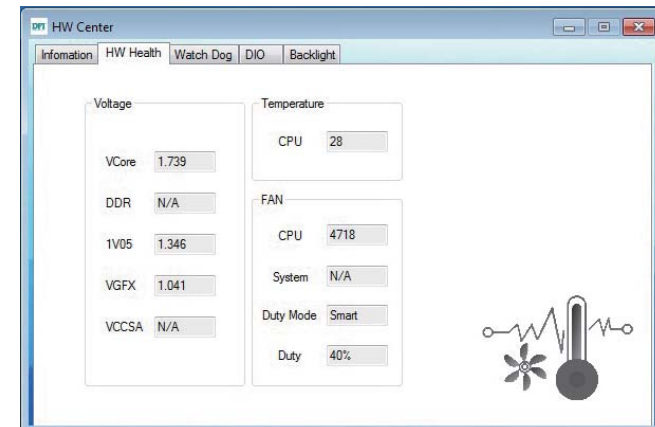 DFI HW Center
Infomation HW Health Watch Dog DIO Backlight
Voltage
VCore 1.739
DDR N/A
1V05 1.346
VGFX 1.041
VCCSA N/A
Temperature
CPU 28
FAN
CPU 4718
System N/A
Duty Mode Smart
Duty 40%